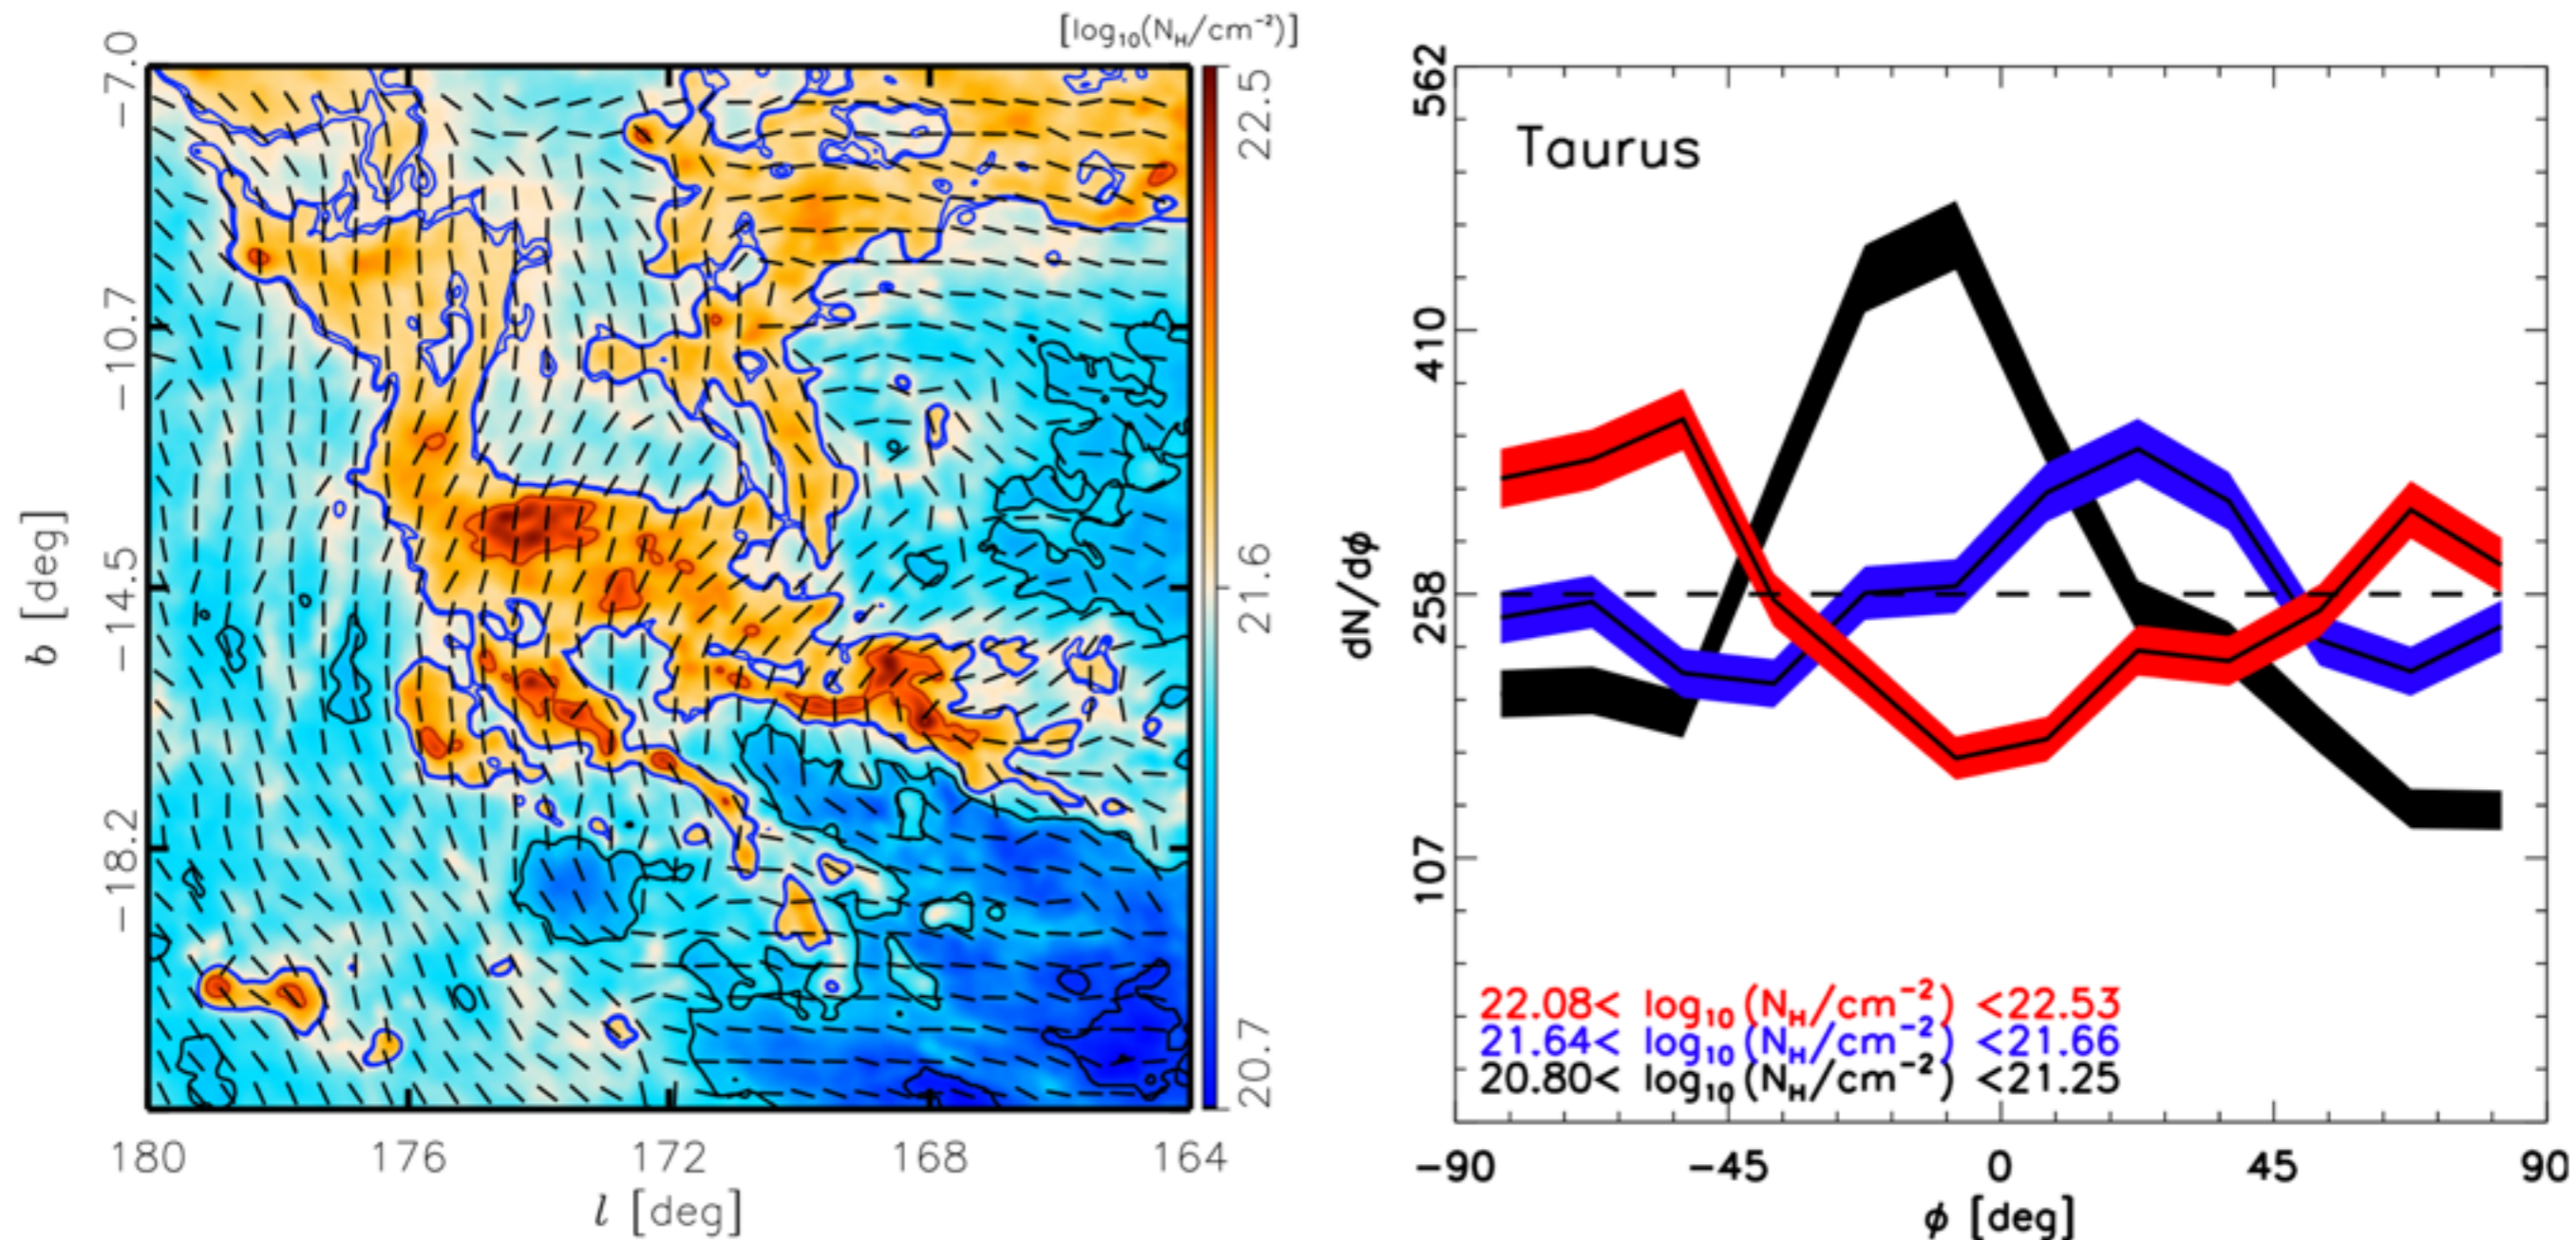 [log₁₀(N_H/cm⁻²)]
−7.0
−10.7
−14.5
−18.2
b [deg]
180 176 172 168 164
l [deg]
22.5
21.6
20.7
562
410
258
107
dN/dϕ
Taurus
22.08< log₁₀(N_H/cm⁻²) <22.53
21.64< log₁₀(N_H/cm⁻²) <21.66
20.80< log₁₀(N_H/cm⁻²) <21.25
−90 −45 0 45 90
ϕ [deg]